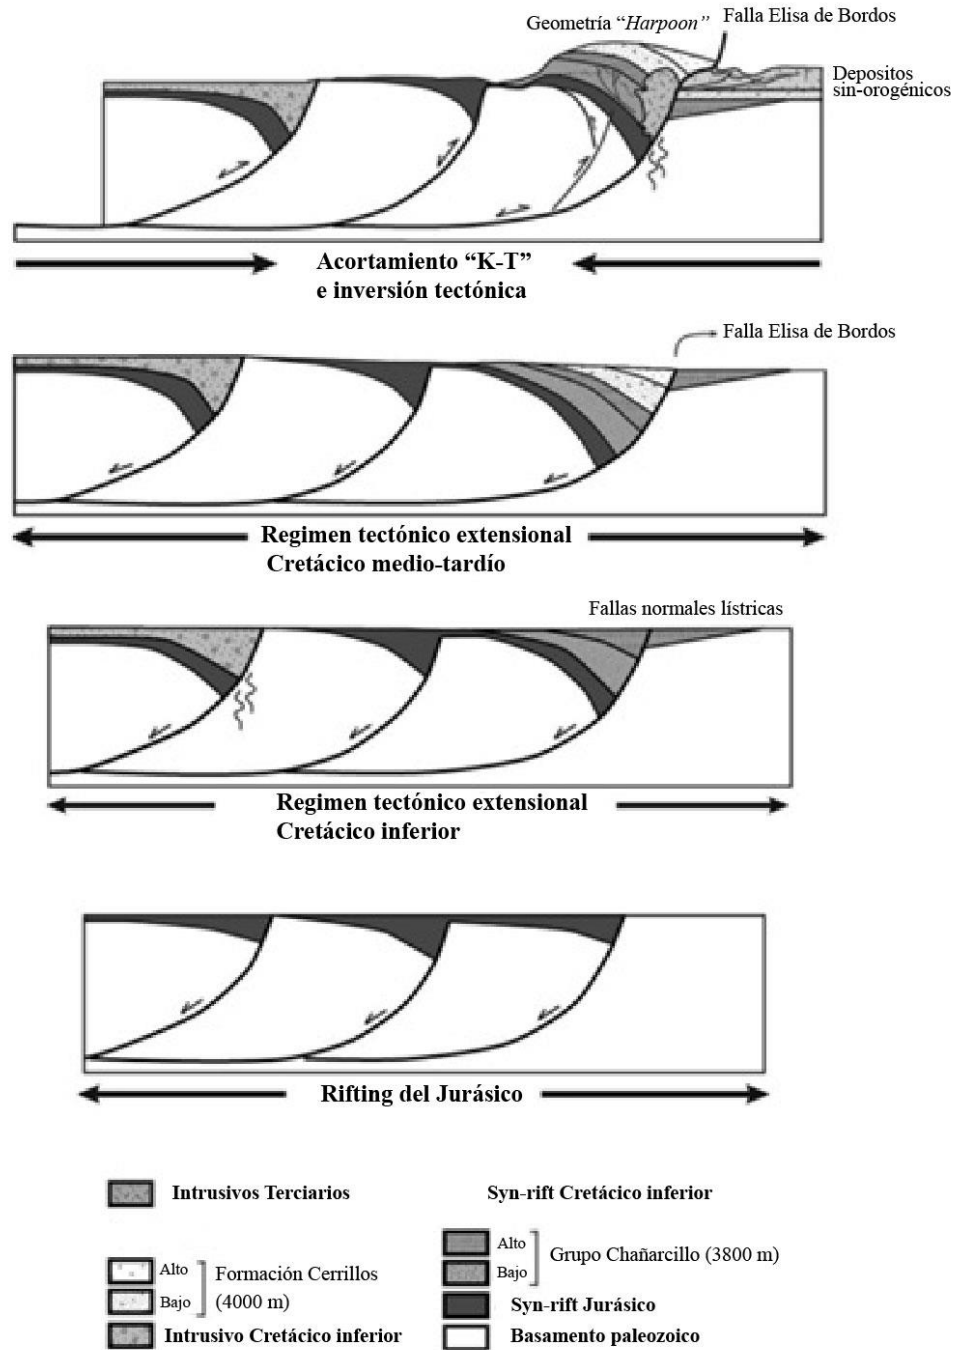 Geometría “Harpoon”
Falla Elisa de Bordos
Depositos
sin-orogénicos
Acortamiento “K-T”
e inversión tectónica
Falla Elisa de Bordos
Regimen tectónico extensional
Cretácico medio-tardío
Fallas normales lístricas
Regimen tectónico extensional
Cretácico inferior
Rifting del Jurásico
Intrusivos Terciarios
Alto
Bajo
Formación Cerrillos
(4000 m)
Intrusivo Cretácico inferior
Syn-rift Cretácico inferior
Alto
Bajo
Grupo Chañarcillo (3800 m)
Syn-rift Jurásico
Basamento paleozoico